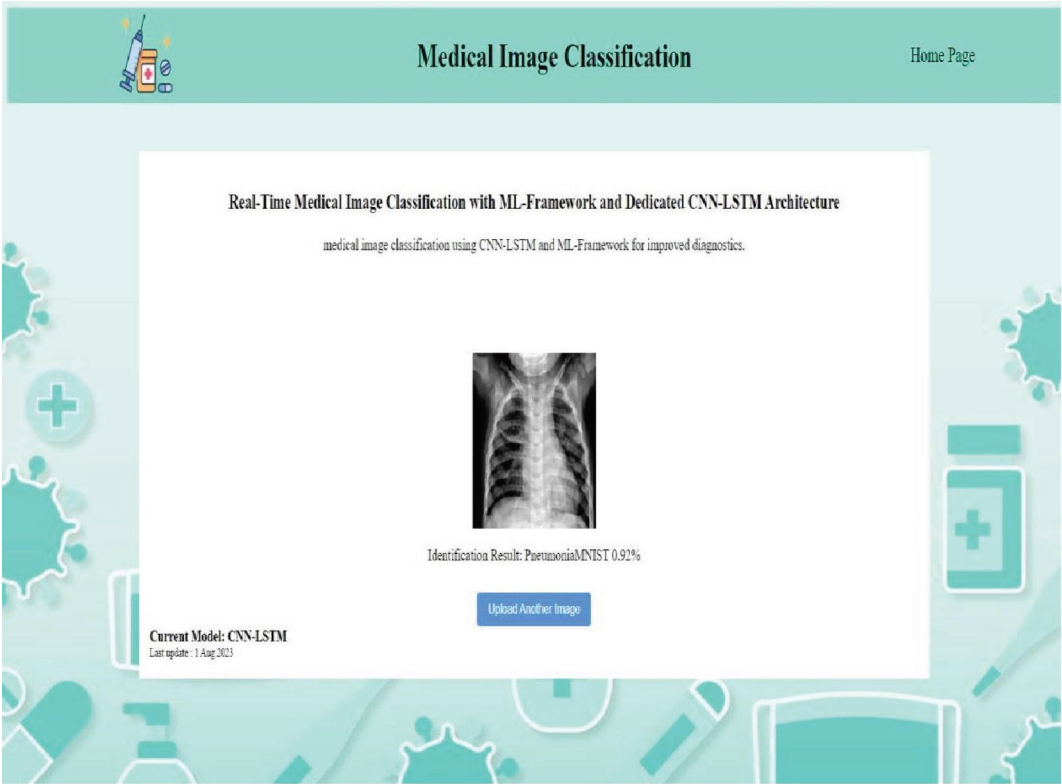 Medical Image Classification
Home Page
Real-Time Medical Image Classification with ML-Framework and Dedicated CNN-LSTM Architecture
medical image classification using CNN-LSTM and ML-Framework for improved diagnostics.
Identification Result: PneumoniaMNIST 0.92%
Upload Another Image
Current Model: CNN-LSTM
Last update : 1 Aug 2023